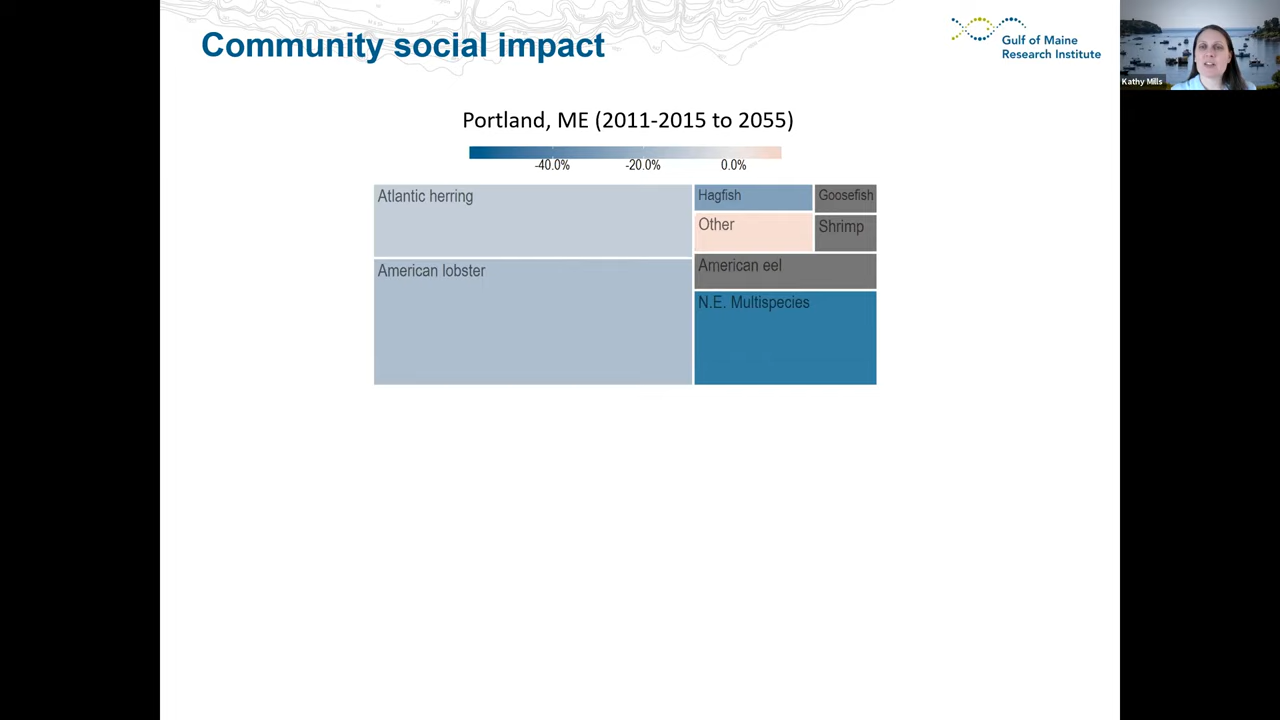 Community social impact
Gulf of Maine
Research Institute
Kathy Mills
Portland, ME (2011-2015 to 2055)
-40.0% -20.0% 0.0%
Atlantic herring
Hagfish
Goosefish
Other
Shrimp
American eel
American lobster
N.E. Multispecies